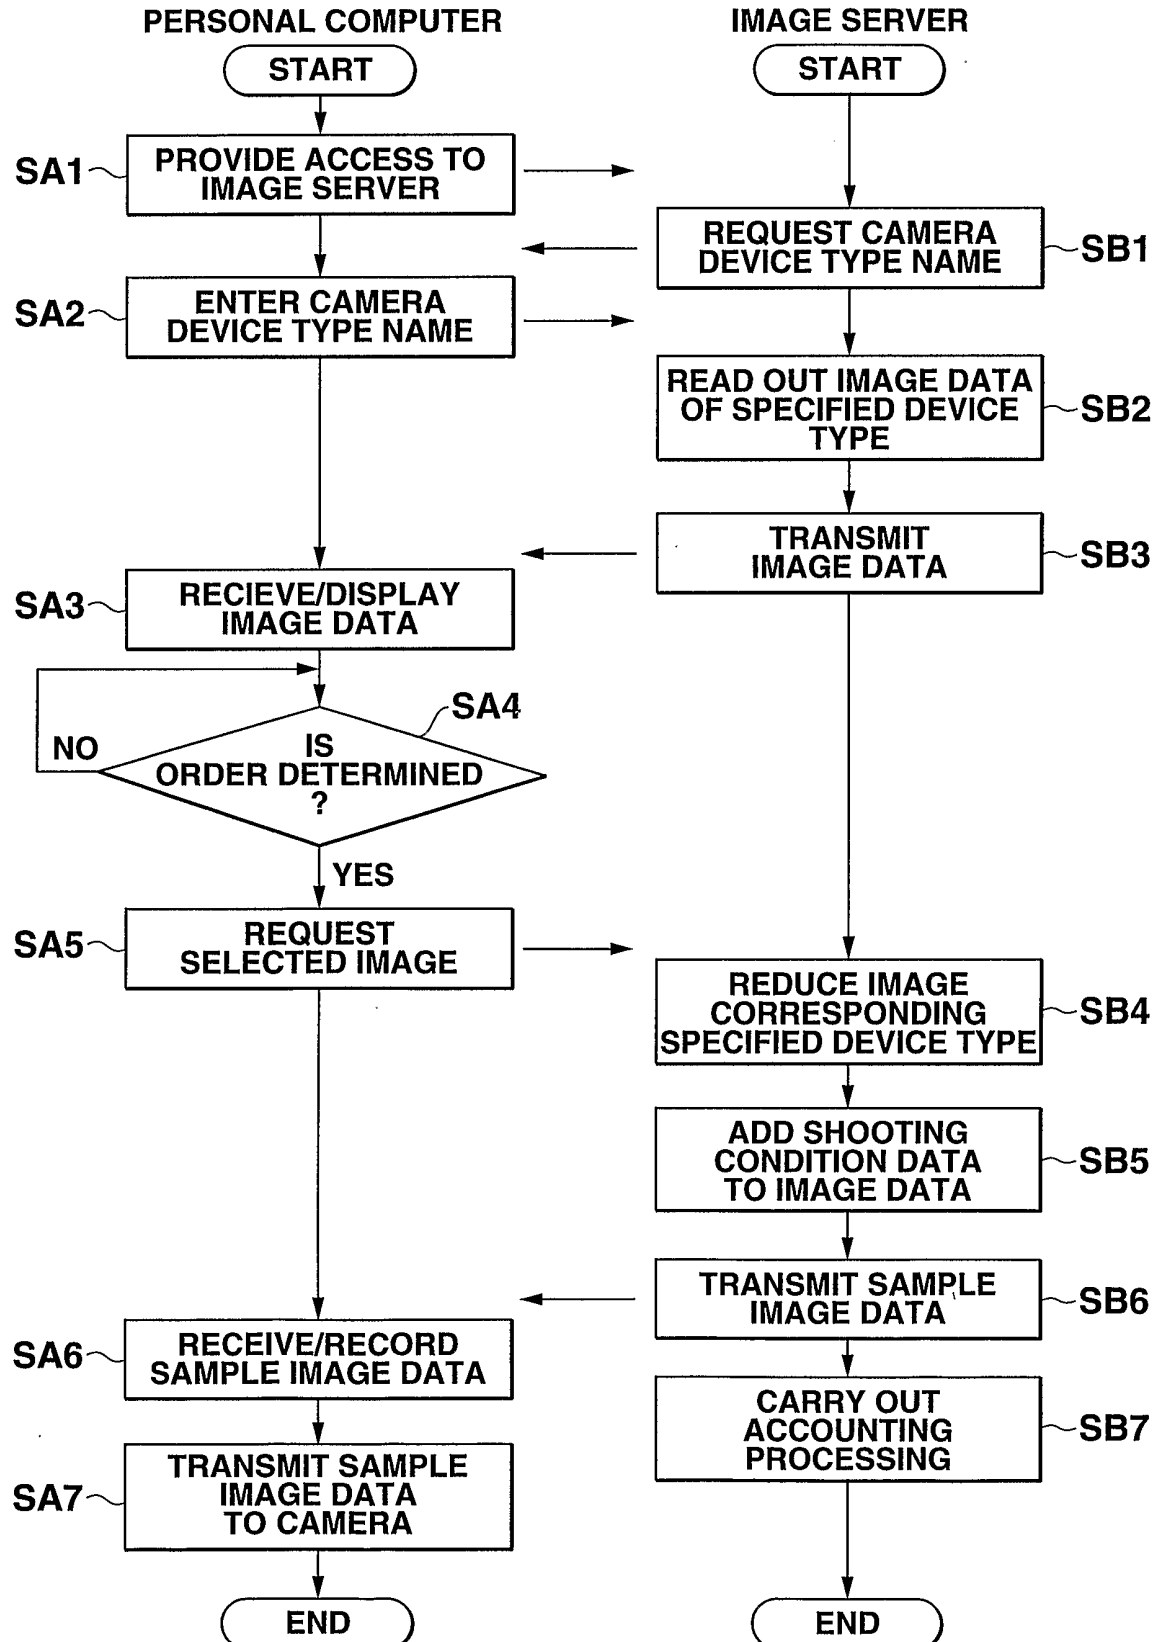 PERSONAL COMPUTER
START
SA1
PROVIDE ACCESS TO
IMAGE SERVER
SA2
ENTER CAMERA
DEVICE TYPE NAME
SA3
RECIEVE/DISPLAY
IMAGE DATA
SA4
NO
IS
ORDER DETERMINED
?
YES
SA5
REQUEST
SELECTED IMAGE
SA6
RECEIVE/RECORD
SAMPLE IMAGE DATA
SA7
TRANSMIT SAMPLE
IMAGE DATA
TO CAMERA
END
IMAGE SERVER
START
REQUEST CAMERA
DEVICE TYPE NAME
SB1
READ OUT IMAGE DATA
OF SPECIFIED DEVICE
TYPE
SB2
TRANSMIT
IMAGE DATA
SB3
REDUCE IMAGE
CORRESPONDING
SPECIFIED DEVICE TYPE
SB4
ADD SHOOTING
CONDITION DATA
TO IMAGE DATA
SB5
TRANSMIT SAMPLE
IMAGE DATA
SB6
CARRY OUT
ACCOUNTING
PROCESSING
SB7
END